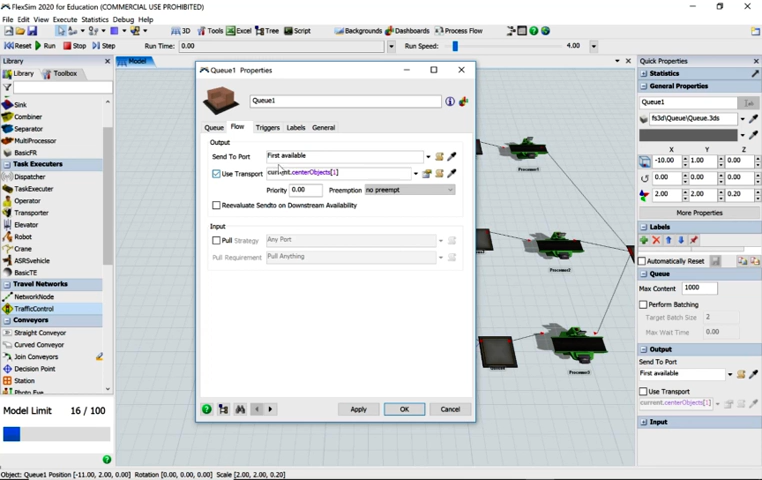 FlexSim 2020 for Education (COMMERCIAL USE PROHIBITED)
File Edit View Execute Statistics Debug Help
3D Tools Excel Tree Script Backgrounds Dashboards Process Flow
Reset Run Stop Step Run Time: 0.00 Run Speed: 4.00
Library
Library Toolbox
Sink
Combiner
Separator
MultiProcessor
BasicFR
Task Executers
Dispatcher
TaskExecuter
Operator
Transporter
Elevator
Robot
Crane
ASRSvehicle
BasicTE
Travel Networks
NetworkNode
TrafficControl
Conveyors
Straight Conveyor
Curved Conveyor
Join Conveyors
Decision Point
Station
Photo Eye
Model Limit 16 / 100
Model
Queue1 Properties
Queue1
Queue Flow Triggers Labels General
Output
Send To Port First available
Use Transport current.centerObjects[1]
Priority 0.00 Preemption no preempt
Reevaluate Sendto on Downstream Availability
Input
Pull Strategy Any Port
Pull Requirement Pull Anything
Apply OK Cancel
Processor2
Processor3
Quick Properties
Statistics
General Properties
Queue1
fs3d\Queue\Queue.3ds
X Y Z
-10.00 1.00 0.00
0.00 0.00 0.00
2.00 2.00 0.20
More Properties
Labels
Automatically Reset
Queue
Max Content 1000
Perform Batching
Target Batch Size 2
Max Wait Time 0.00
Output
Send To Port
First available
Use Transport
current.centerObjects[1]
Input
Object: Queue1 Position [-11.00, 2.00, 0.00] Rotation [0.00, 0.00, 0.00] Scale [2.00, 2.00, 0.20]